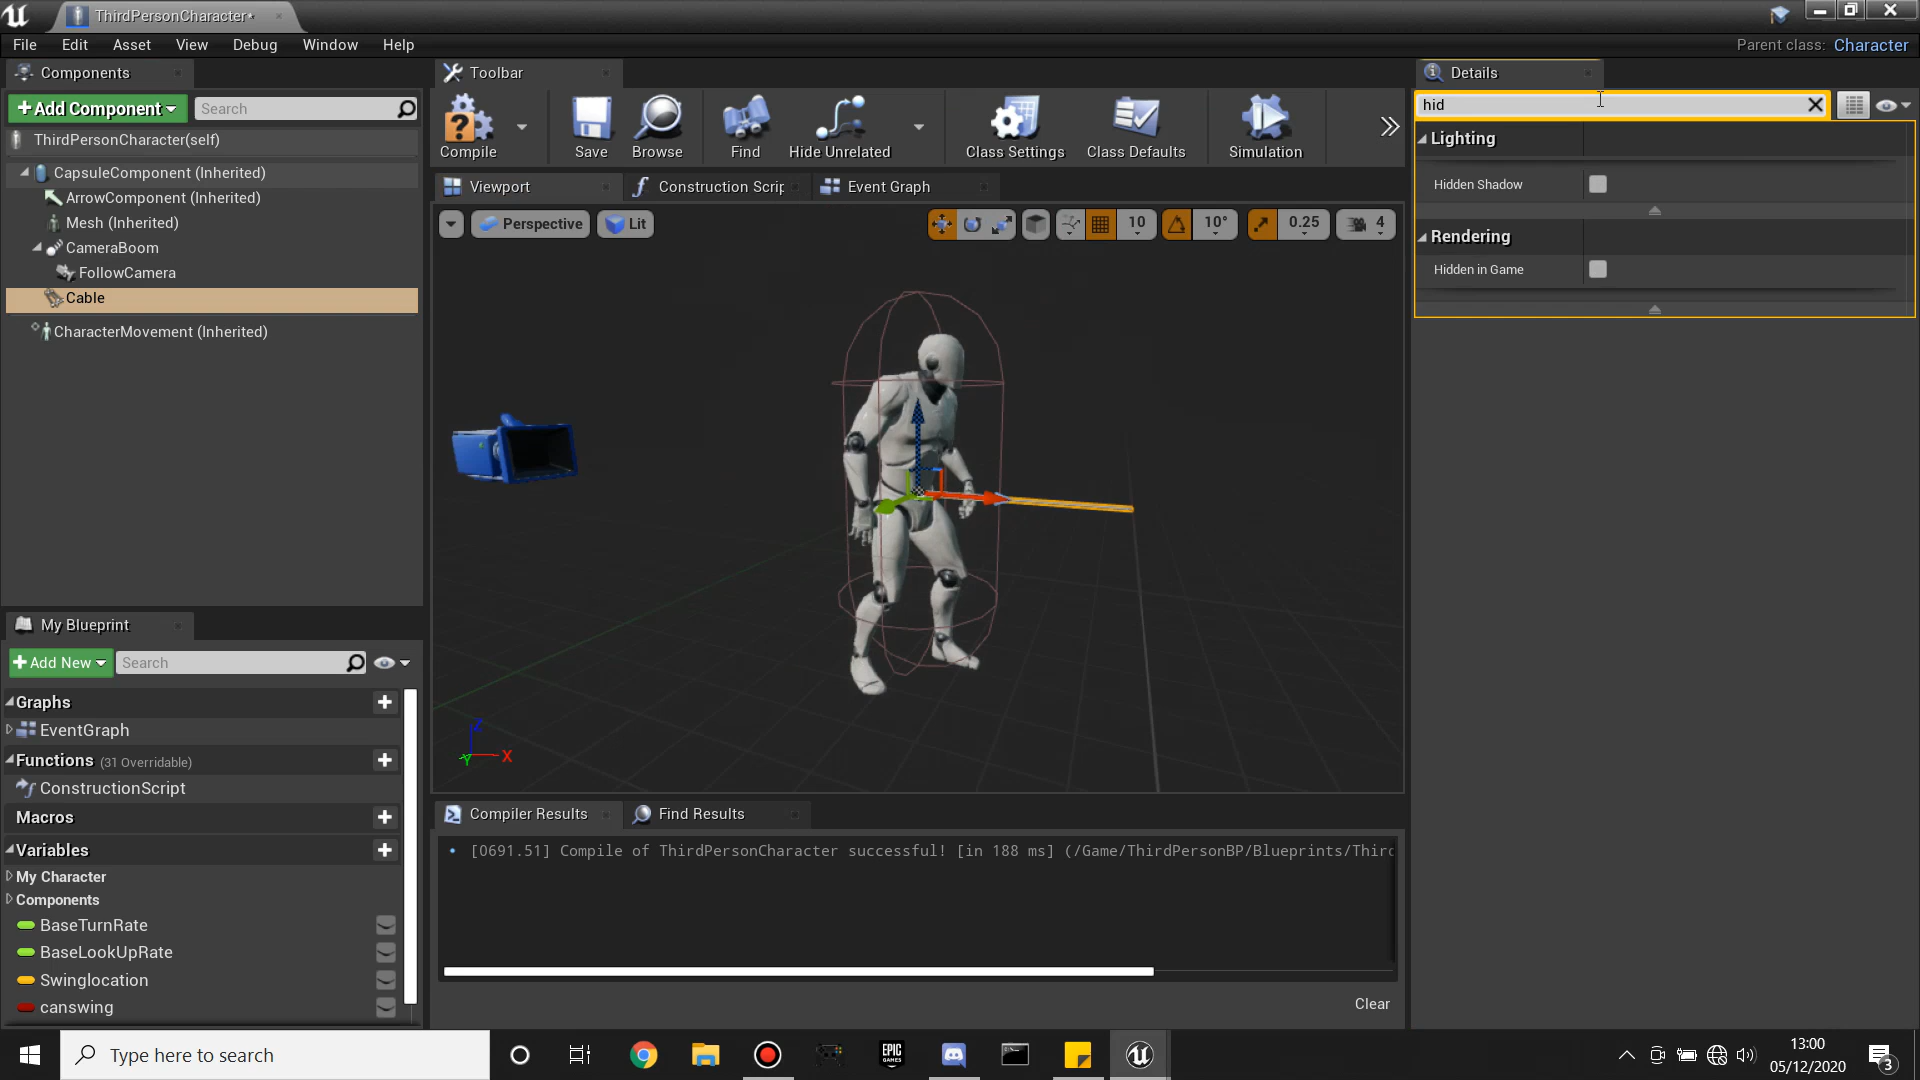 ThirdPersonCharacter*
File Edit Asset View Debug Window Help
Parent class: Character
Components
+Add Component
Search
ThirdPersonCharacter(self)
CapsuleComponent (Inherited)
ArrowComponent (Inherited)
Mesh (Inherited)
CameraBoom
FollowCamera
Cable
CharacterMovement (Inherited)
My Blueprint
+Add New
Search
Graphs
EventGraph
Functions (31 Overridable)
ConstructionScript
Macros
Variables
My Character
Components
BaseTurnRate
BaseLookUpRate
Swinglocation
canswing
Toolbar
Compile
Save
Browse
Find
Hide Unrelated
Class Settings
Class Defaults
Simulation
Viewport
Construction Scrip
Event Graph
Perspective
Lit
10
10°
0.25
4
Z
X
Y
Compiler Results
Find Results
[0691.51] Compile of ThirdPersonCharacter successful! [in 188 ms] (/Game/ThirdPersonBP/Blueprints/Third
Clear
Details
hid
Lighting
Hidden Shadow
Rendering
Hidden in Game
Type here to search
EPIC
GAMES
13:00
05/12/2020
3